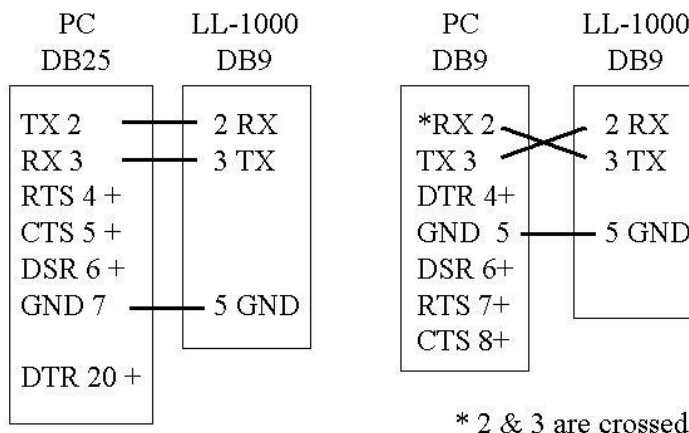 PC
DB25
LL-1000
DB9
TX 2
RX 3
RTS 4 +
CTS 5 +
DSR 6 +
GND 7
DTR 20 +
2 RX
3 TX
5 GND
PC
DB9
LL-1000
DB9
*RX 2
TX 3
DTR 4+
GND 5
DSR 6+
RTS 7+
CTS 8+
2 RX
3 TX
5 GND
* 2 & 3 are crossed